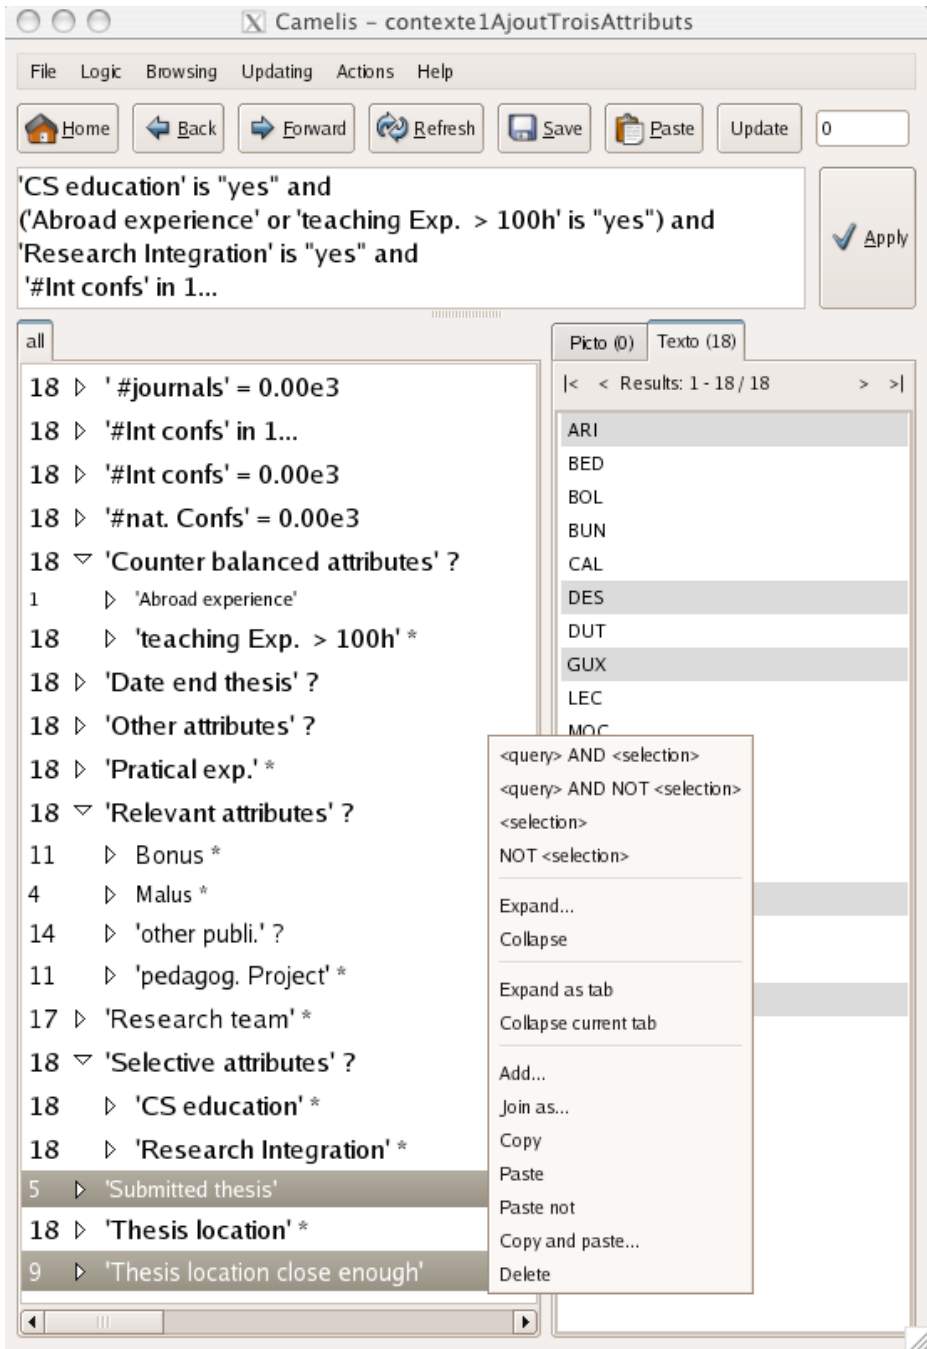 Camelis – contexte1AjoutTroisAttributs
File Logic Browsing Updating Actions Help
Home Back Forward Refresh Save Paste Update 0
'CS education' is "yes" and
('Abroad experience' or 'teaching Exp. > 100h' is "yes") and
'Research Integration' is "yes" and
'#Int confs' in 1...
Apply
all
18 ' #journals' = 0.00e3
18 '#Int confs' in 1...
18 '#Int confs' = 0.00e3
18 '#nat. Confs' = 0.00e3
18 'Counter balanced attributes' ?
1 'Abroad experience'
18 'teaching Exp. > 100h' *
18 'Date end thesis' ?
18 'Other attributes' ?
18 'Pratical exp.' *
18 'Relevant attributes' ?
11 Bonus *
4 Malus *
14 'other publi.' ?
11 'pedagog. Project' *
17 'Research team' *
18 'Selective attributes' ?
18 'CS education' *
18 'Research Integration' *
5 'Submitted thesis'
18 'Thesis location' *
9 'Thesis location close enough'
Picto (0) Texto (18)
|< < Results: 1 - 18 / 18 > >|
ARI
BED
BOL
BUN
CAL
DES
DUT
GUX
LEC
<query> AND <selection>
<query> AND NOT <selection>
<selection>
NOT <selection>
Expand...
Collapse
Expand as tab
Collapse current tab
Add...
Join as...
Copy
Paste
Paste not
Copy and paste...
Delete